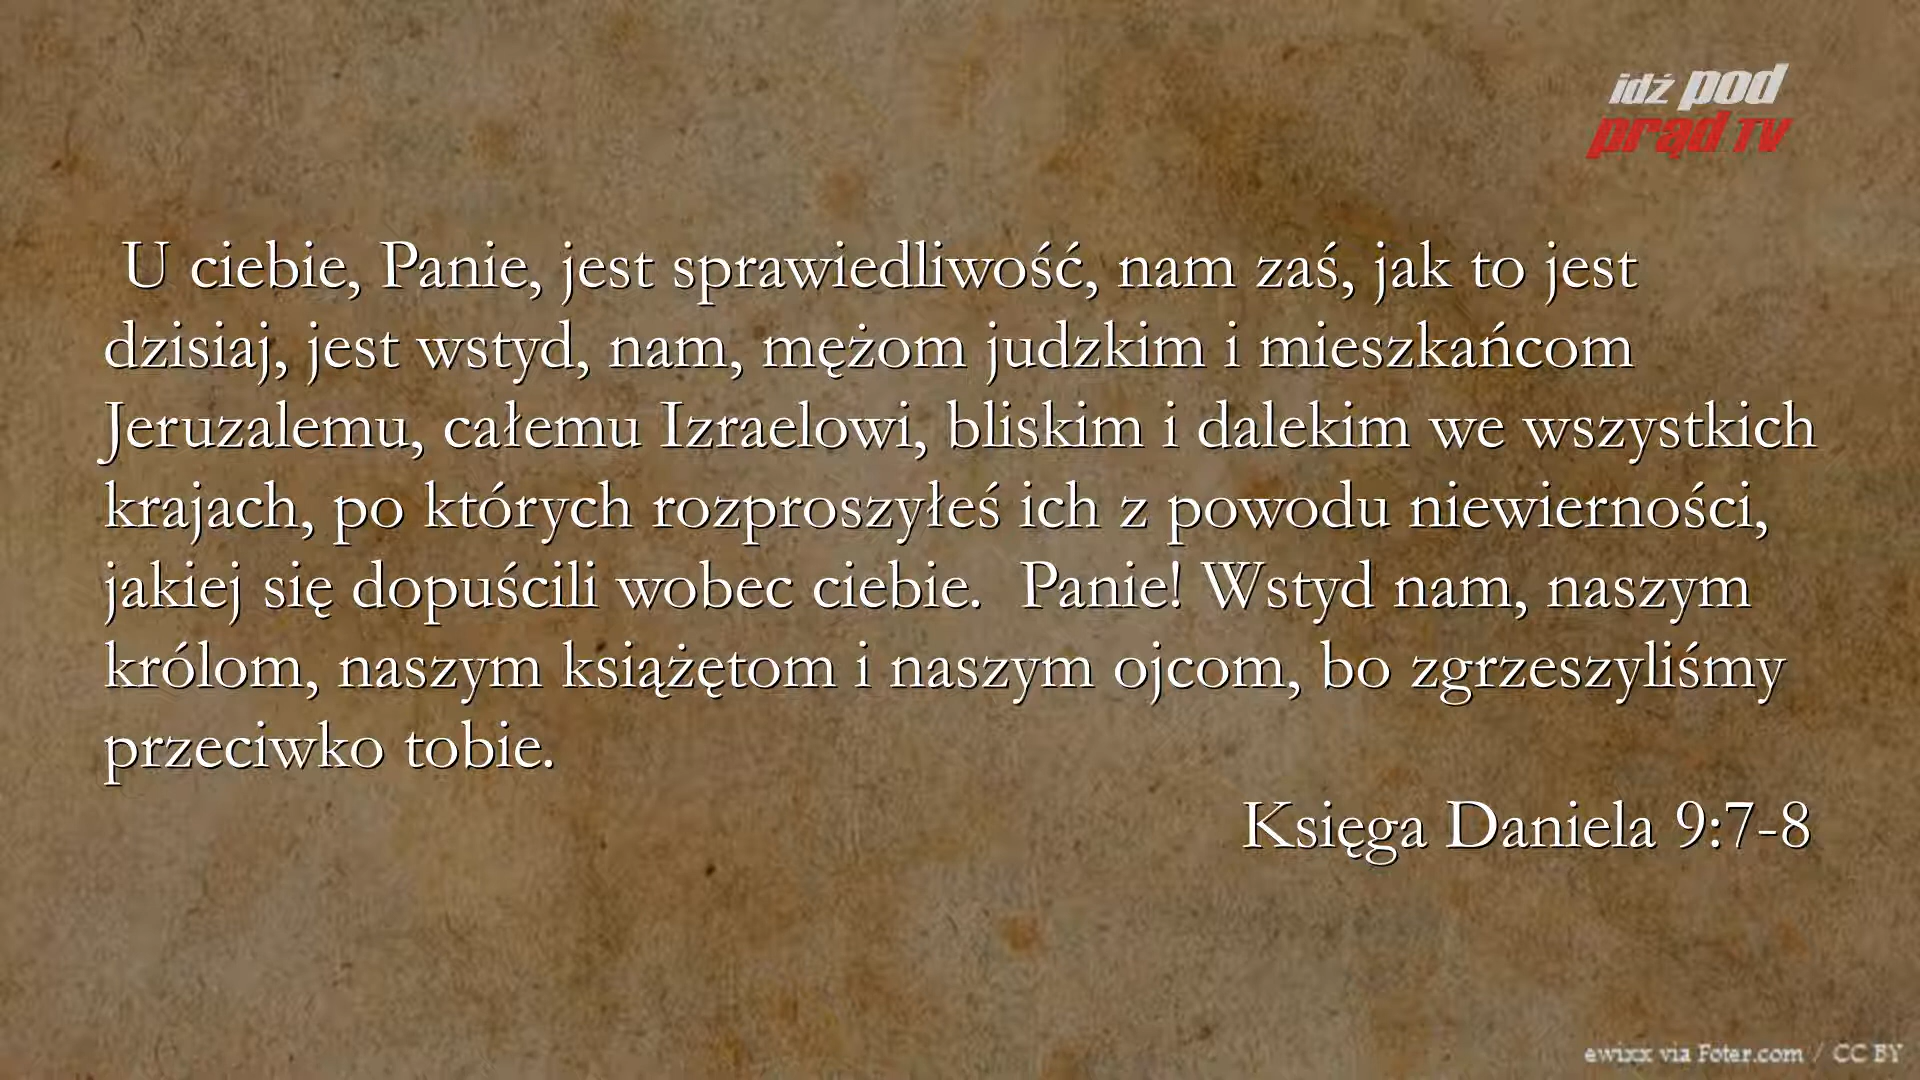 idź pod
prąd TV
U ciebie, Panie, jest sprawiedliwość, nam zaś, jak to jest
dzisiaj, jest wstyd, nam, mężom judzkim i mieszkańcom
Jeruzalemu, całemu Izraelowi, bliskim i dalekim we wszystkich
krajach, po których rozproszyłeś ich z powodu niewierności,
jakiej się dopuścili wobec ciebie.  Panie! Wstyd nam, naszym
królom, naszym książętom i naszym ojcom, bo zgrzeszyliśmy
przeciwko tobie.
Księga Daniela 9:7-8
ewixx via Foter.com / CC BY